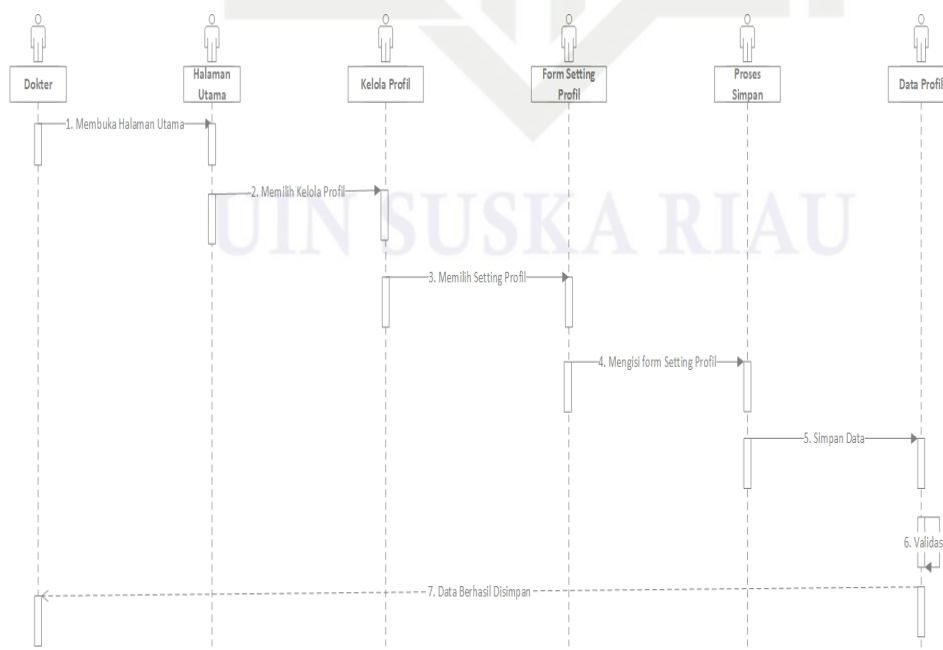 Dokter
Halaman
Utama
Kelola Profil
Form Setting
Profil
Proses
Simpan
Data Profil
1. Membuka Halaman Utama
2. Memilih Kelola Profil
UIN SUSKA RIAU
3. Memilih Setting Profil
4. Mengisi form Setting Profil
5. Simpan Data
6. Validas
7. Data Berhasil Disimpan